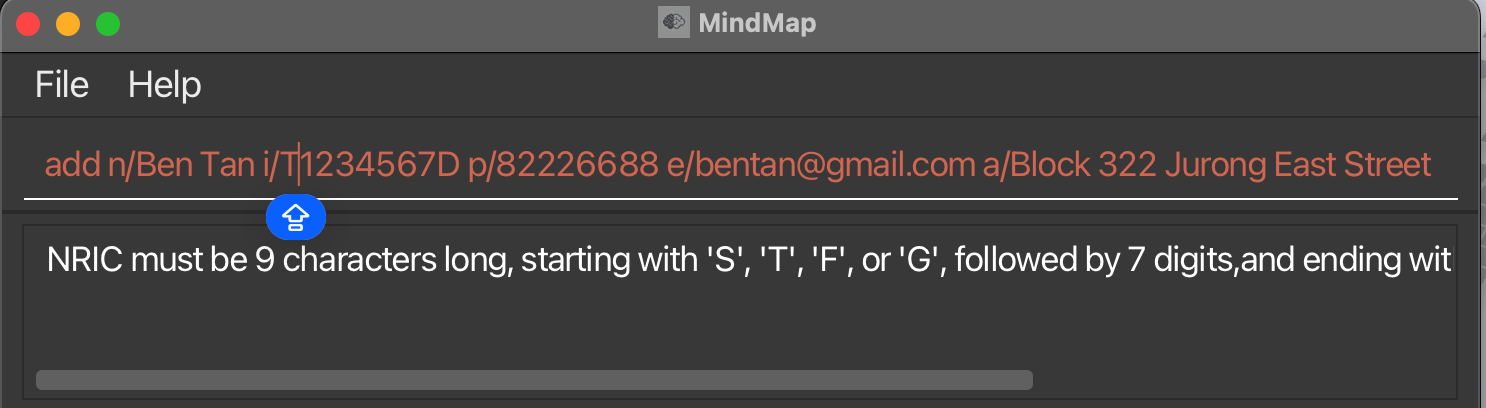 MindMap
File Help
add n/Ben Tan i/T1234567D p/82226688 e/bentan@gmail.com a/Block 322 Jurong East Street
NRIC must be 9 characters long, starting with 'S', 'T', 'F', or 'G', followed by 7 digits,and ending wit